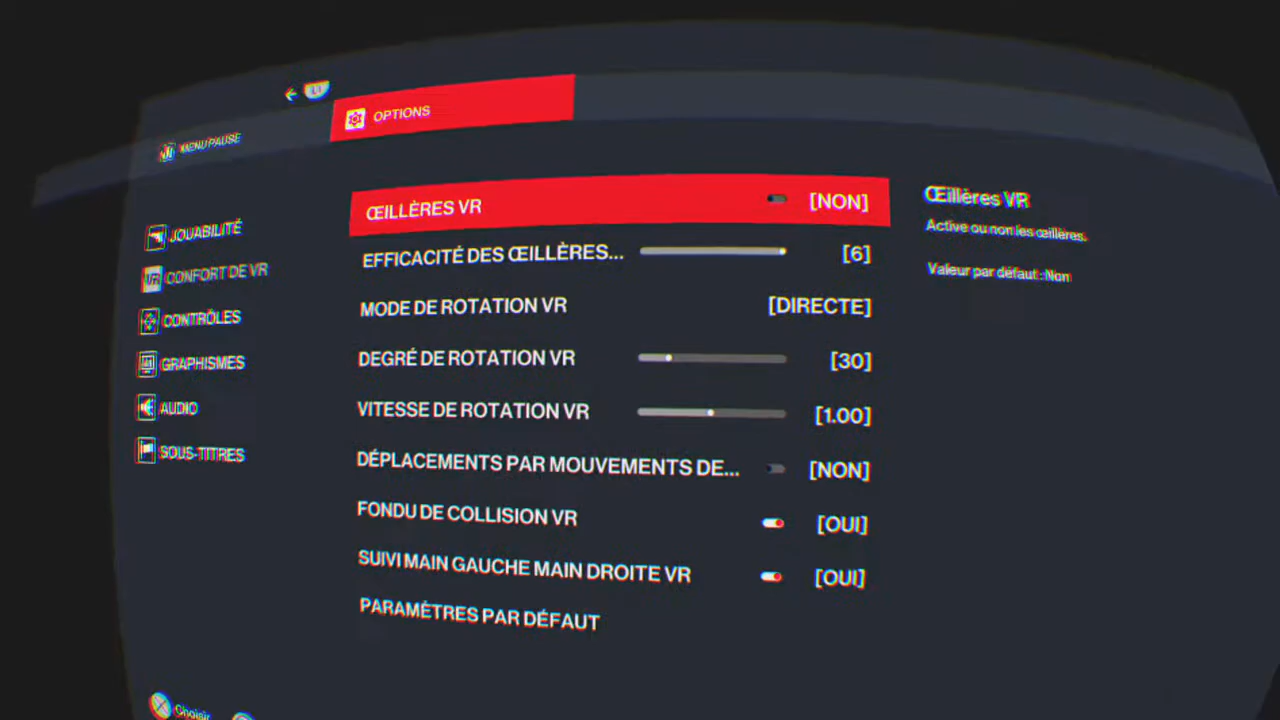 L1
OPTIONS
MENU PAUSE
JOUABILITÉ
CONFORT DE VR
CONTRÔLES
GRAPHISMES
AUDIO
SOUS-TITRES
ŒILLÈRES VR [NON]
EFFICACITÉ DES ŒILLÈRES... [6]
MODE DE ROTATION VR [DIRECTE]
DEGRÉ DE ROTATION VR [30]
VITESSE DE ROTATION VR [1.00]
DÉPLACEMENTS PAR MOUVEMENTS DE... [NON]
FONDU DE COLLISION VR [OUI]
SUIVI MAIN GAUCHE MAIN DROITE VR [OUI]
PARAMÈTRES PAR DÉFAUT
Œillères VR
Active ou non les œillères.
Valeur par défaut : Non
Choisir